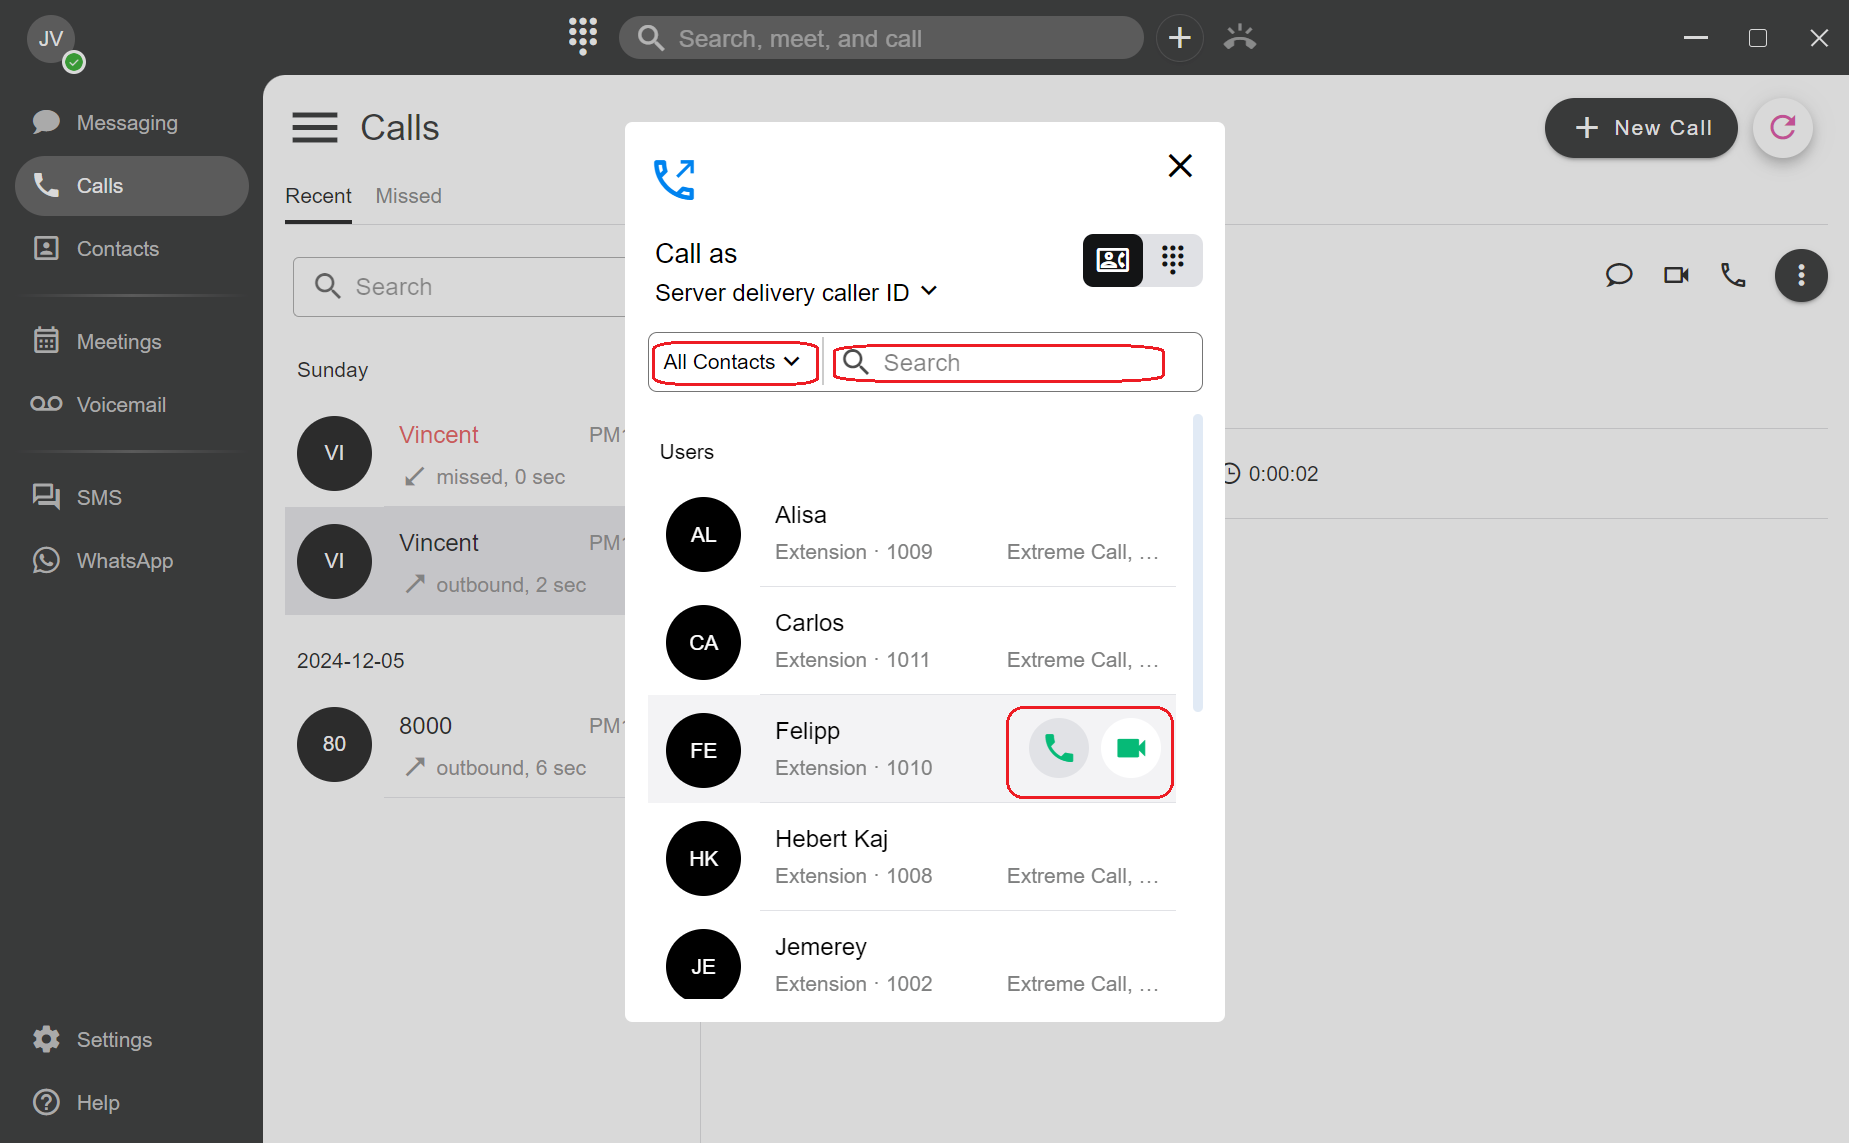 JV
Search, meet, and call
Messaging
Calls
Contacts
Meetings
Voicemail
SMS
WhatsApp
Settings
Help
Calls
New Call
Recent
Missed
Search
Sunday
VI
Vincent
PM
missed, 0 sec
VI
Vincent
PM
outbound, 2 sec
2024-12-05
80
8000
PM
outbound, 6 sec
Call as
Server delivery caller ID
All Contacts
Search
Users
AL
Alisa
Extension · 1009
Extreme Call, ...
CA
Carlos
Extension · 1011
Extreme Call, ...
FE
Felipp
Extension · 1010
HK
Hebert Kaj
Extension · 1008
Extreme Call, ...
JE
Jemerey
Extension · 1002
Extreme Call, ...
0:00:02